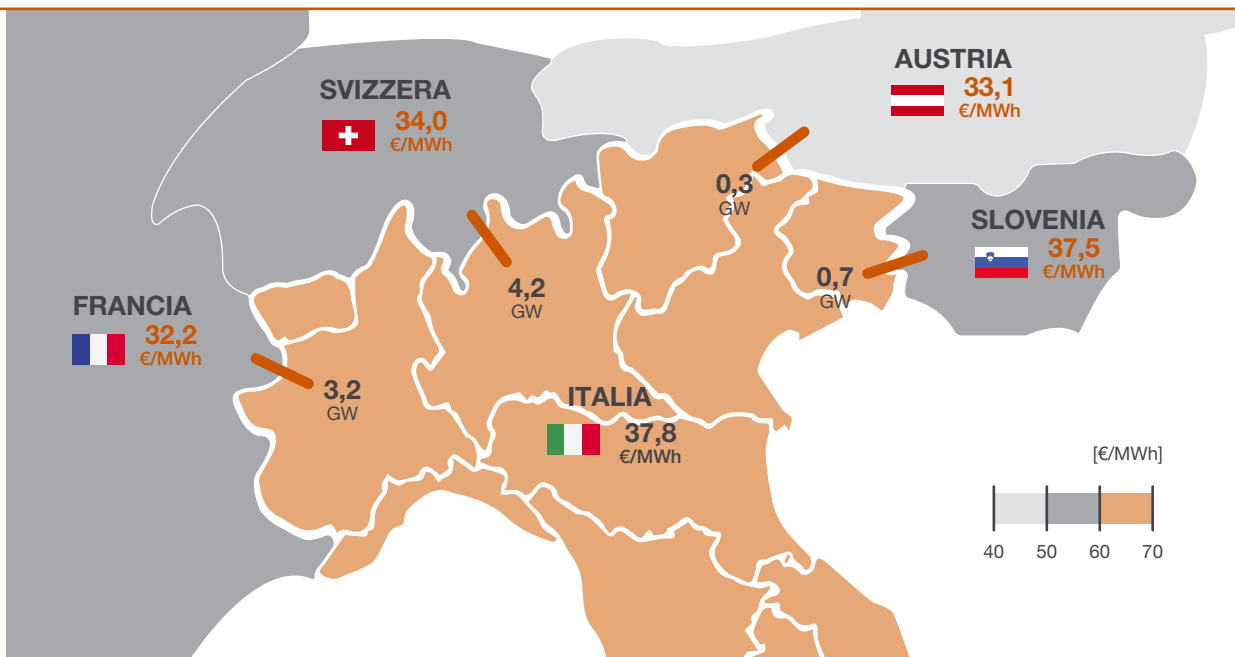 AUSTRIA
33,1
€/MWh
SVIZZERA
34,0
€/MWh
0,3
GW
SLOVENIA
37,5
€/MWh
0,7
GW
4,2
GW
FRANCIA
32,2
€/MWh
3,2
GW
ITALIA
37,8
€/MWh
[€/MWh]
40 50 60 70